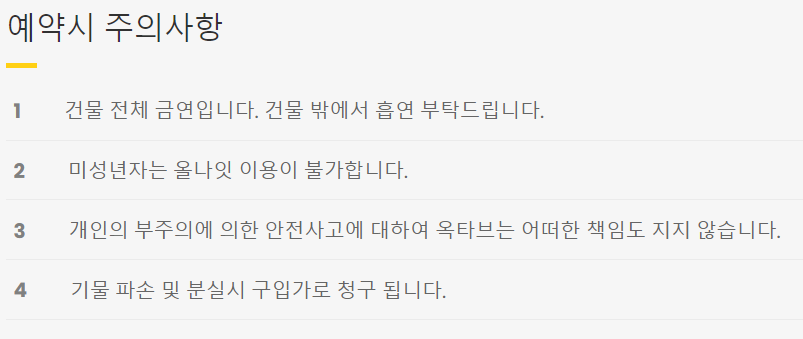 예약시 주의사항
1 건물 전체 금연입니다. 건물 밖에서 흡연 부탁드립니다.
2 미성년자는 올나잇 이용이 불가합니다.
3 개인의 부주의에 의한 안전사고에 대하여 옥타브는 어떠한 책임도 지지 않습니다.
4 기물 파손 및 분실시 구입가로 청구 됩니다.